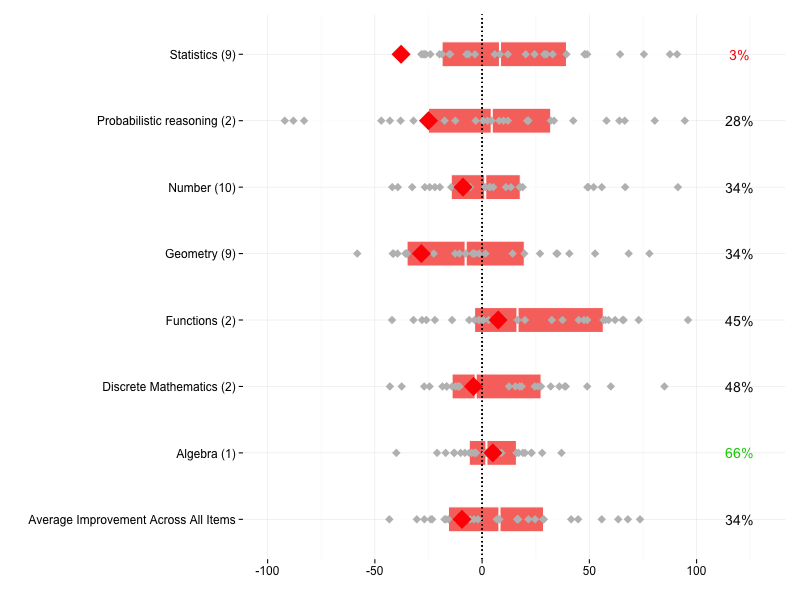 Statistics (9) 3%
Probabilistic reasoning (2) 28%
Number (10) 34%
Geometry (9) 34%
Functions (2) 45%
Discrete Mathematics (2) 48%
Algebra (1) 66%
Average Improvement Across All Items 34%
-100 -50 0 50 100